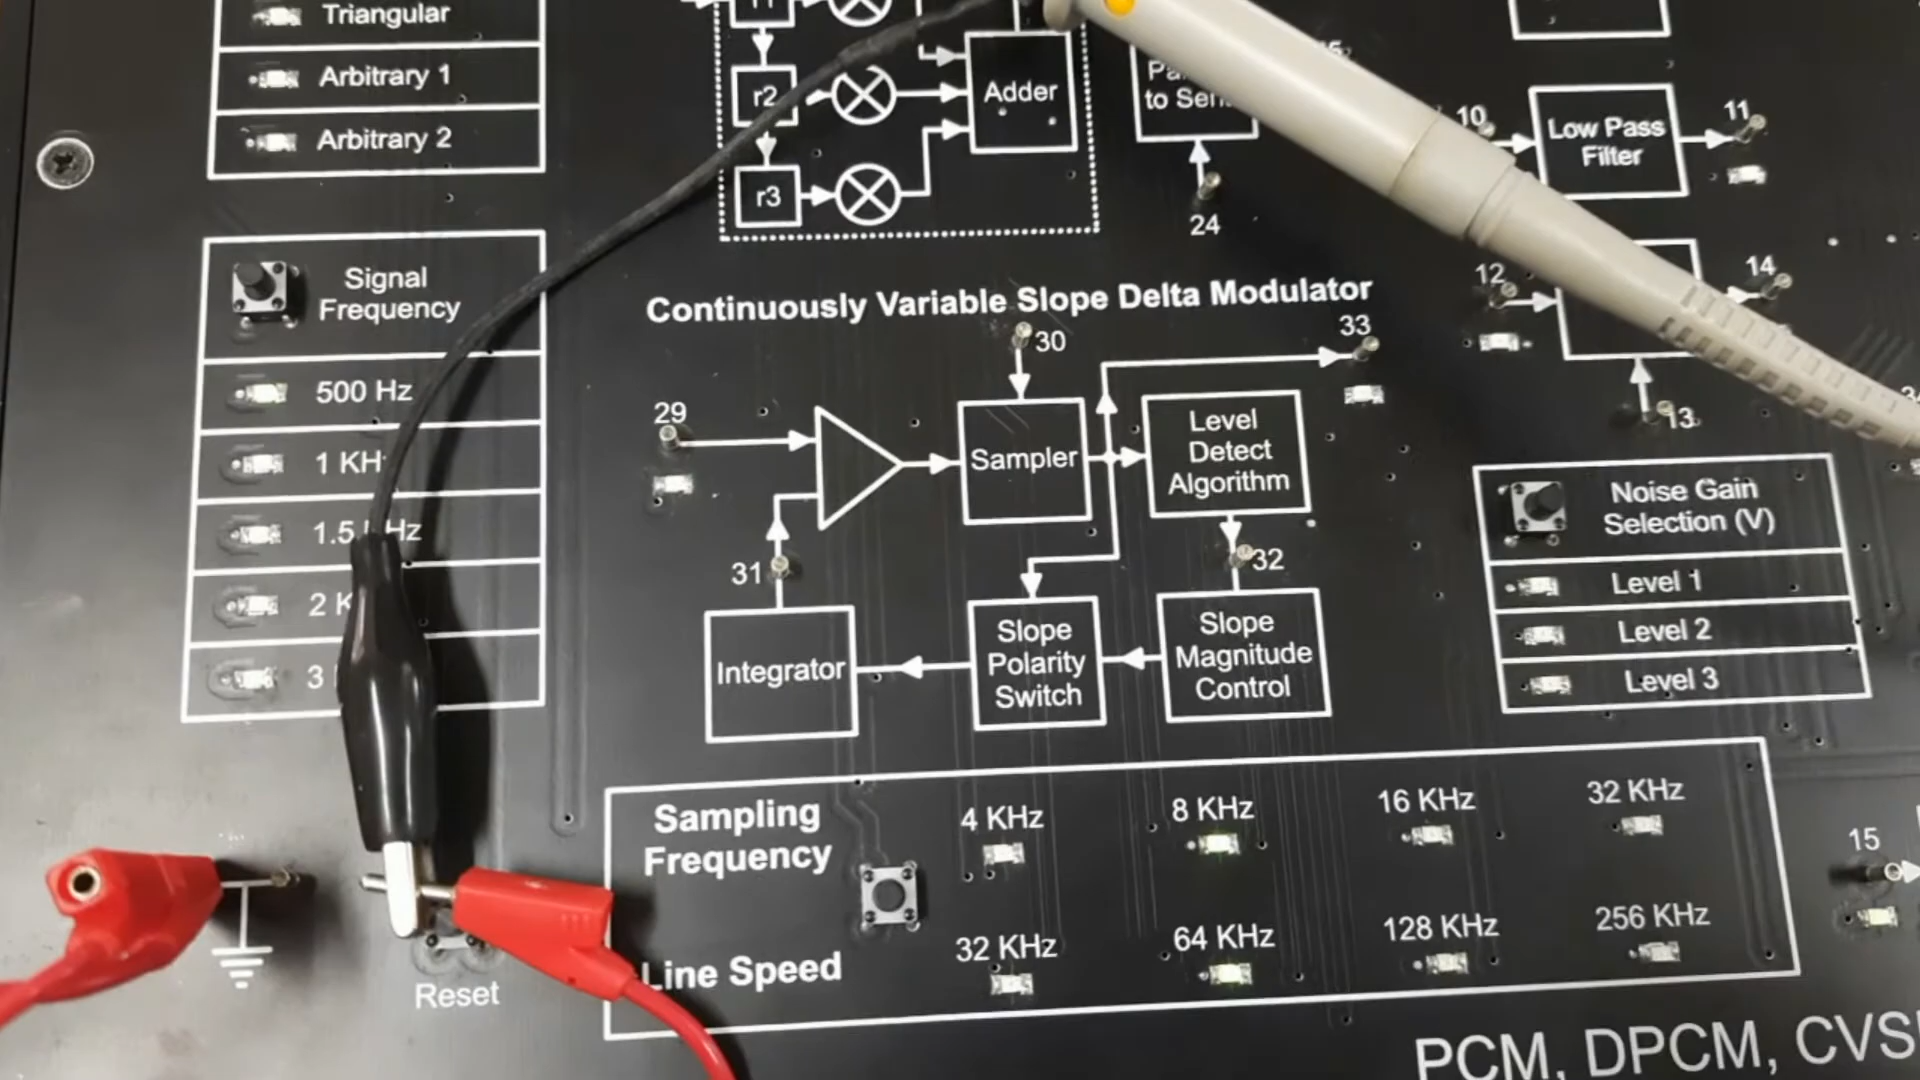 Triangular
Arbitrary 1
Arbitrary 2
r2
r3
Adder
to
24
10
Low Pass
Filter
11
12
14
13
Signal
Frequency
500 Hz
1
1.5
2
3
Continuously Variable Slope Delta Modulator
30
33
29
Sampler
Level
Detect
Algorithm
31
32
Integrator
Slope
Polarity
Switch
Slope
Magnitude
Control
Noise Gain
Selection (V)
Level 1
Level 2
Level 3
Sampling
Frequency
4 KHz
8 KHz
16 KHz
32 KHz
Line Speed
32 KHz
64 KHz
128 KHz
256 KHz
15
Reset
PCM, DPCM,